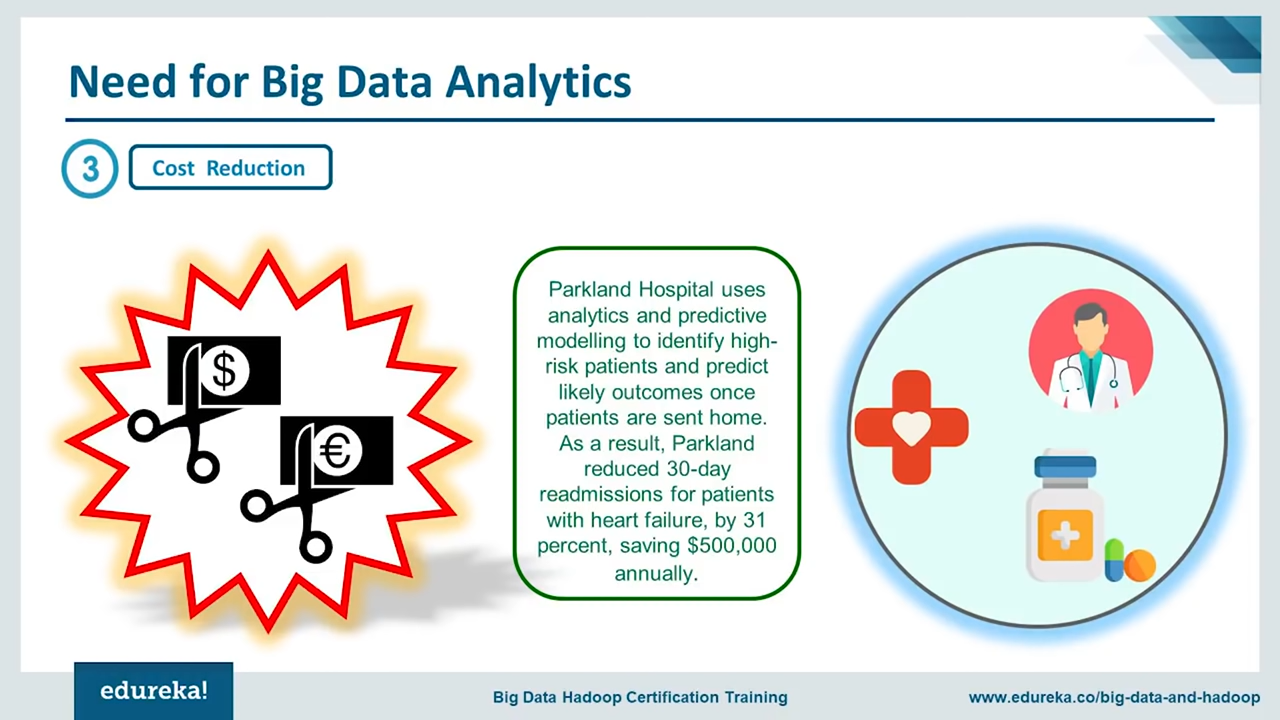 Need for Big Data Analytics
3
Cost Reduction
$
€
Parkland Hospital uses
analytics and predictive
modelling to identify high-
risk patients and predict
likely outcomes once
patients are sent home.
As a result, Parkland
reduced 30-day
readmissions for patients
with heart failure, by 31
percent, saving $500,000
annually.
edureka!
Big Data Hadoop Certification Training
www.edureka.co/big-data-and-hadoop